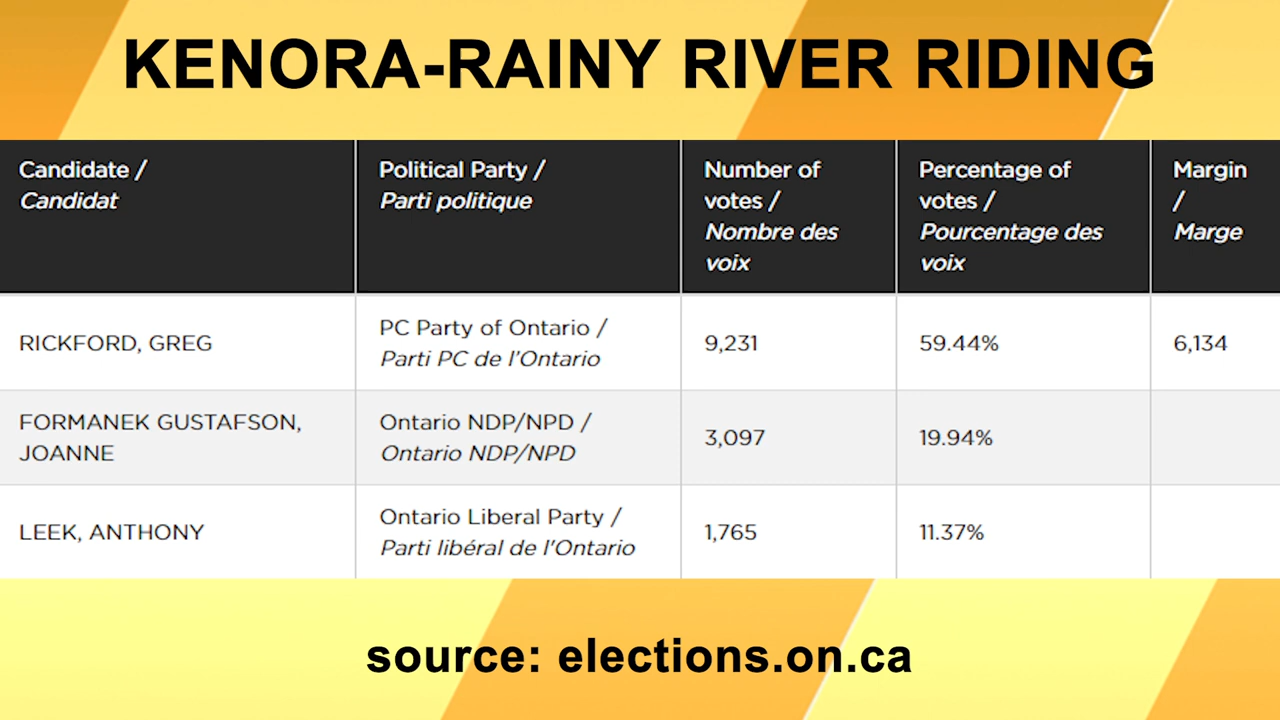 KENORA-RAINY RIVER RIDING
Candidate /
Candidat
Political Party /
Parti politique
Number of
votes /
Nombre des
voix
Percentage of
votes /
Pourcentage des
voix
Margin
/
Marge
RICKFORD, GREG
PC Party of Ontario /
Parti PC de l'Ontario
9,231
59.44%
6,134
FORMANEK GUSTAFSON,
JOANNE
Ontario NDP/NPD /
Ontario NDP/NPD
3,097
19.94%
LEEK, ANTHONY
Ontario Liberal Party /
Parti libéral de l'Ontario
1,765
11.37%
source: elections.on.ca